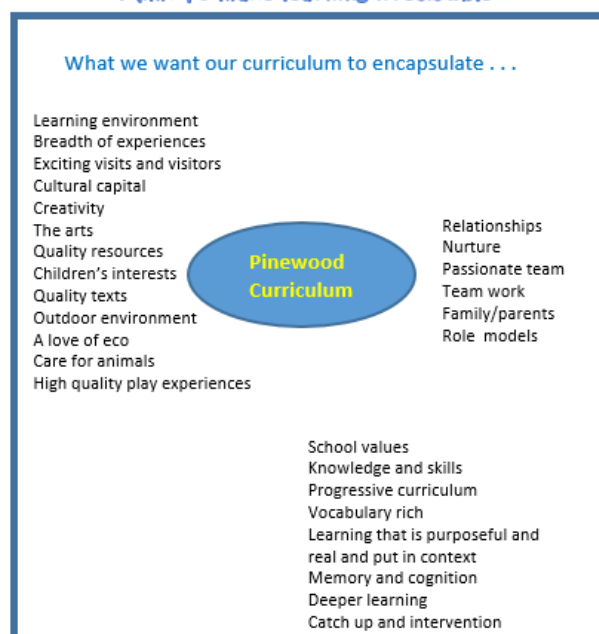 What we want our curriculum to encapsulate . . .
Learning environment
Breadth of experiences
Exciting visits and visitors
Cultural capital
Creativity
The arts
Quality resources
Children's interests
Quality texts
Outdoor environment
A love of eco
Care for animals
High quality play experiences
Pinewood
Curriculum
Relationships
Nurture
Passionate team
Team work
Family/parents
Role  models
School values
Knowledge and skills
Progressive curriculum
Vocabulary rich
Learning that is purposeful and
real and put in context
Memory and cognition
Deeper learning
Catch up and intervention